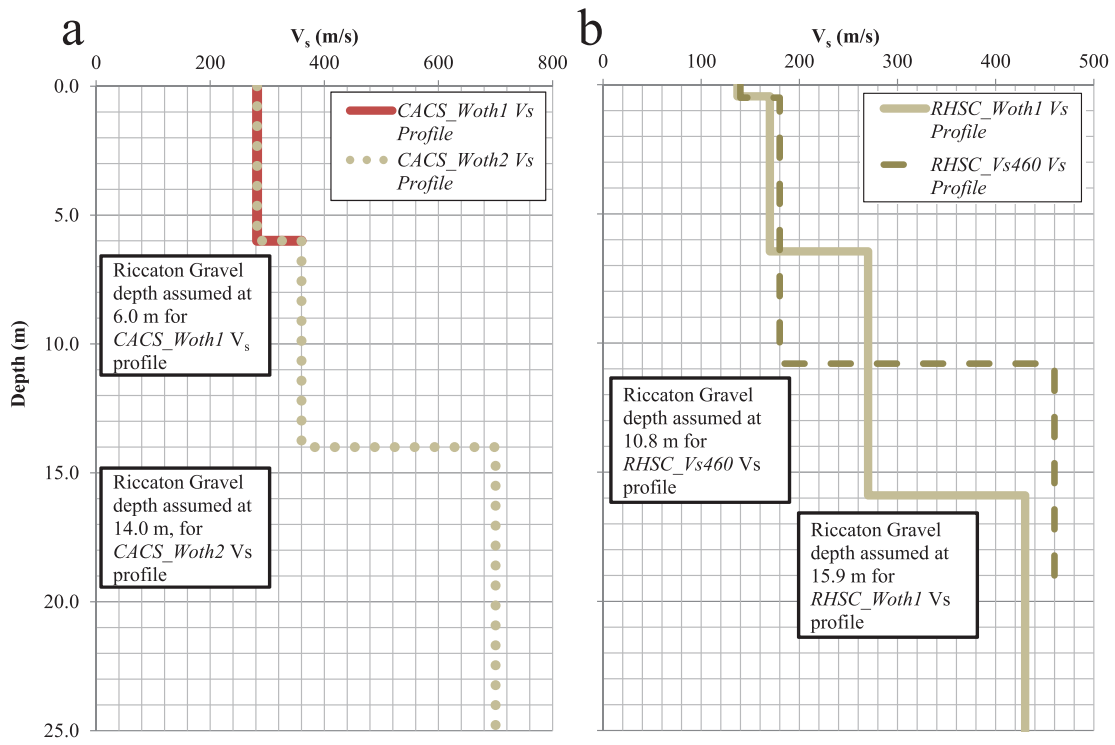 a
V_s (m/s)
0 200 400 600 800
0.0
5.0
10.0
15.0
20.0
25.0
Depth (m)
CACS_Woth1 Vs
Profile
CACS_Woth2 Vs
Profile
Riccaton Gravel
depth assumed at
6.0 m for
CACS_Woth1 V_s
profile
Riccaton Gravel
depth assumed at
14.0 m, for
CACS_Woth2 Vs
profile
b
V_s (m/s)
0 100 200 300 400 500
RHSC_Woth1 Vs
Profile
RHSC_Vs460 Vs
Profile
Riccaton Gravel
depth assumed at
10.8 m for
RHSC_Vs460 Vs
profile
Riccaton Gravel
depth assumed at
15.9 m for
RHSC_Woth1 Vs
profile